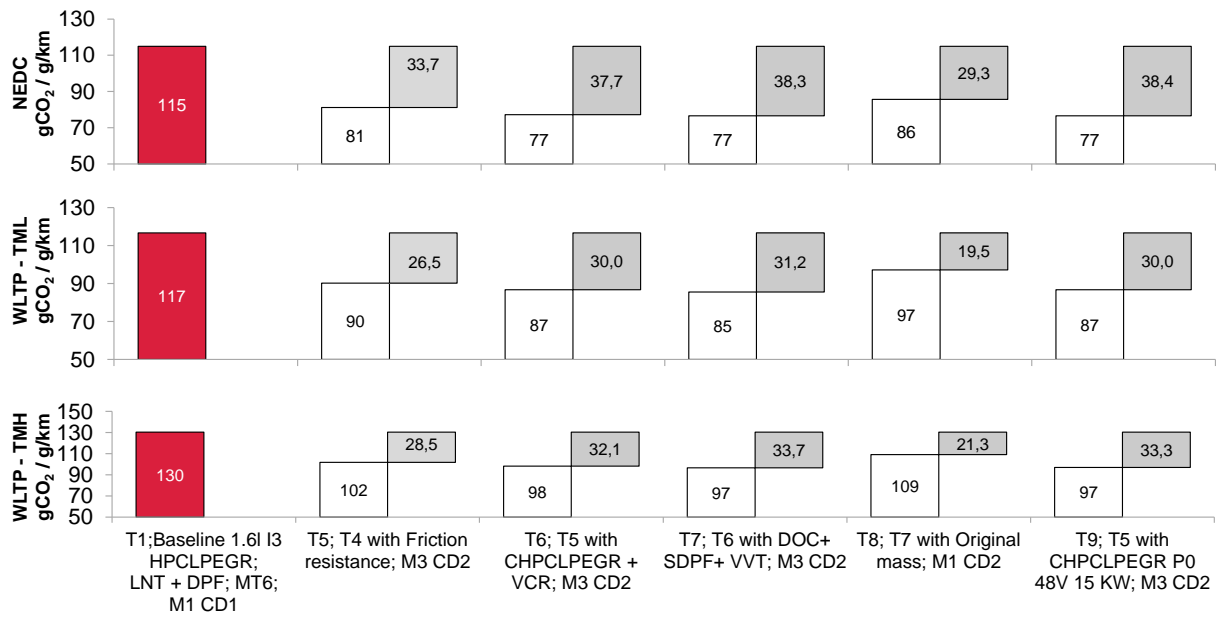 NEDC
gCO₂ / g/km
130
110
90
70
50
115
81
33,7
77
37,7
77
38,3
86
29,3
77
38,4
WLTP - TML
gCO₂ / g/km
130
110
90
70
50
117
90
26,5
87
30,0
85
31,2
97
19,5
87
30,0
WLTP - TMH
gCO₂ / g/km
150
130
110
90
70
50
130
102
28,5
98
32,1
97
33,7
109
21,3
97
33,3
T1;Baseline 1.6l I3
HPCLPEGR;
LNT + DPF; MT6;
M1 CD1
T5; T4 with Friction
resistance; M3 CD2
T6; T5 with
CHPCLPEGR +
VCR; M3 CD2
T7; T6 with DOC+
SDPF+ VVT; M3 CD2
T8; T7 with Original
mass; M1 CD2
T9; T5 with
CHPCLPEGR P0
48V 15 KW; M3 CD2